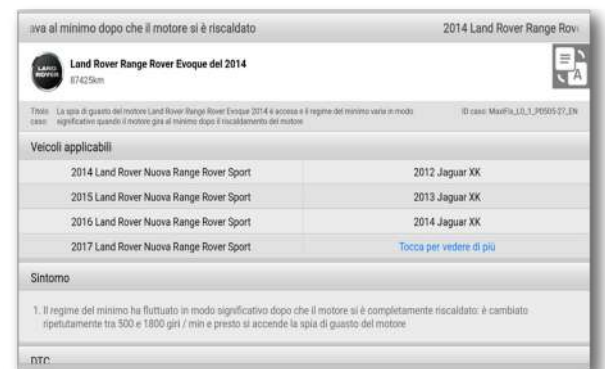 ava al minimo dopo che il motore si è riscaldato 2014 Land Rover Range Rov
LAND ROVER
Land Rover Range Rover Evoque del 2014
87425km
Titolo caso: La spia di guasto del motore Land Rover Range Rover Evoque 2014 è accesa e il regime del minimo varia in modo significativo quando il motore gira al minimo dopo il riscaldamento del motore
ID caso: MaxiFix_LO_1_P0505-27_EN
Veicoli applicabili
2014 Land Rover Nuova Range Rover Sport 2012 Jaguar XK
2015 Land Rover Nuova Range Rover Sport 2013 Jaguar XK
2016 Land Rover Nuova Range Rover Sport 2014 Jaguar XK
2017 Land Rover Nuova Range Rover Sport Tocca per vedere di più
Sintomo
1. Il regime del minimo ha fluttuato in modo significativo dopo che il motore si è completamente riscaldato: è cambiato
ripetutamente tra 500 e 1800 giri / min e presto si accende la spia di guasto del motore
DTC